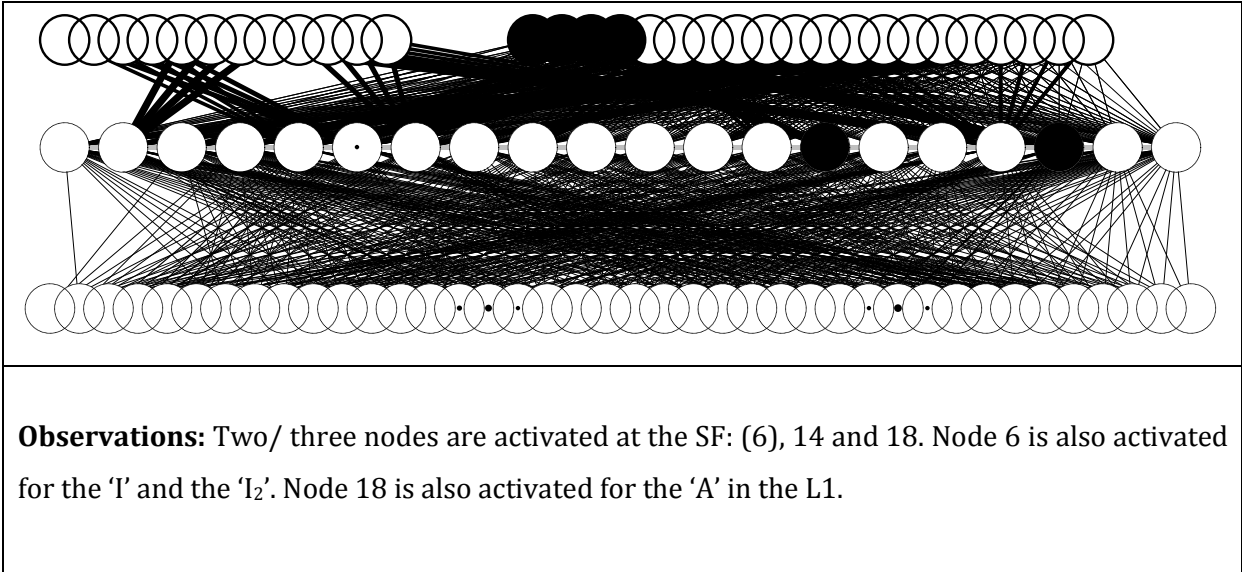 Observations: Two/ three nodes are activated at the SF: (6), 14 and 18. Node 6 is also activated
for the ‘I’ and the ‘I₂’. Node 18 is also activated for the ‘A’ in the L1.